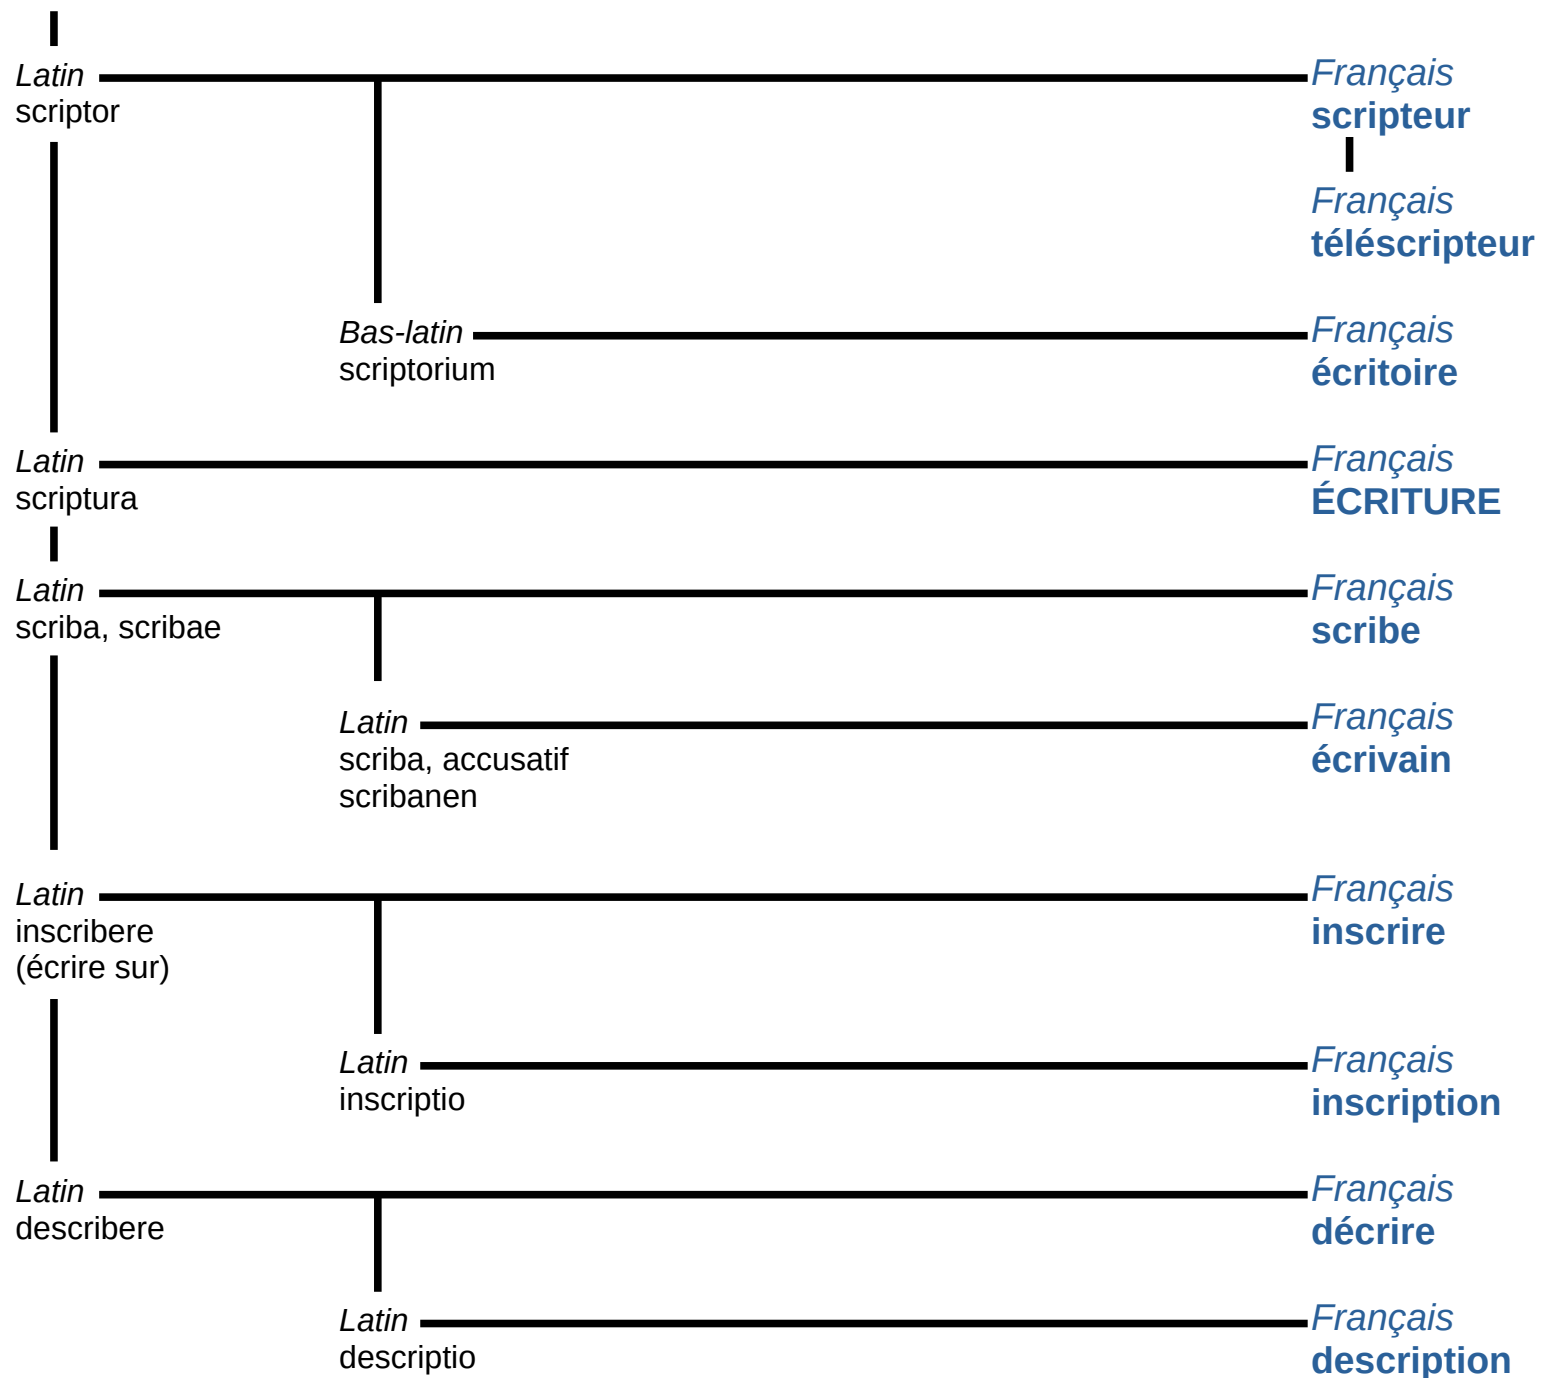 Latin
scriptor
Français
scripteur
Français
téléscripteur
Bas-latin
scriptorium
Français
écritoire
Latin
scriptura
Français
ÉCRITURE
Latin
scriba, scribae
Français
scribe
Latin
scriba, accusatif
scribanen
Français
écrivain
Latin
inscribere
(écrire sur)
Français
inscrire
Latin
inscriptio
Français
inscription
Latin
describere
Français
décrire
Latin
descriptio
Français
description